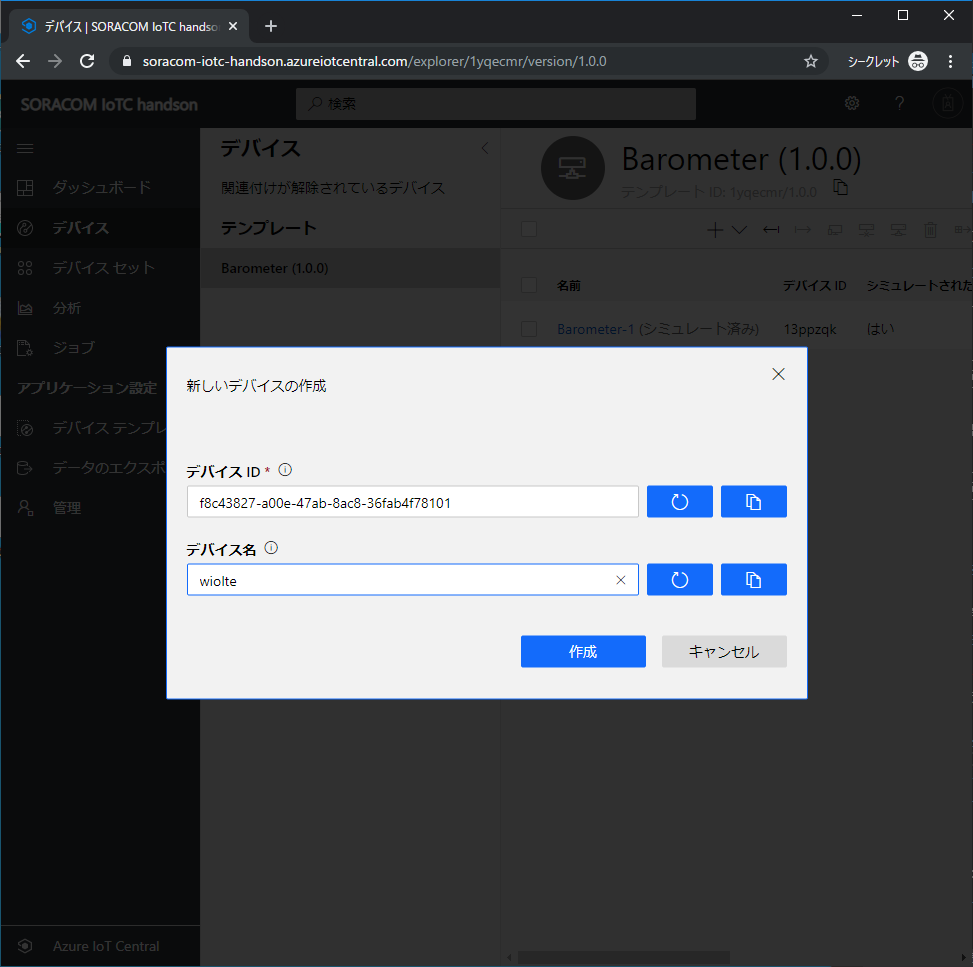 デバイス | SORACOM IoTC handso
soracom-iotc-handson.azureiotcentral.com/explorer/1yqecmr/version/1.0.0
シークレット
SORACOM IoTC handson
検索
ダッシュボード
デバイス
デバイス セット
分析
ジョブ
アプリケーション設定
デバイス テンプレ
データのエクスポ
管理
Azure IoT Central
デバイス
関連付けが解除されているデバイス
テンプレート
Barometer (1.0.0)
Barometer (1.0.0)
テンプレート ID: 1yqecmr/1.0.0
名前 デバイス ID シミュレートされた
Barometer-1 (シミュレート済み) 13ppzqk はい
新しいデバイスの作成
デバイス ID *
f8c43827-a00e-47ab-8ac8-36fab4f78101
デバイス名
wiolte
作成 キャンセル